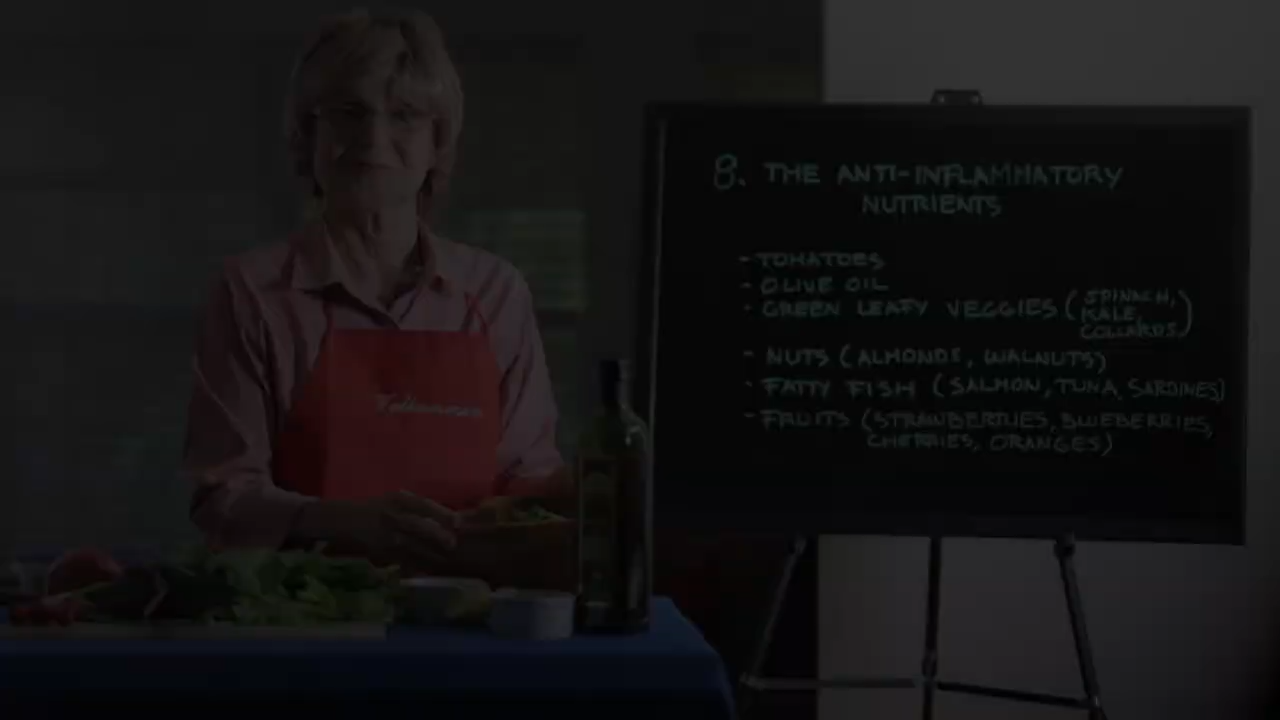 8. THE ANTI-INFLAMMATORY
NUTRIENTS
- TOMATOES
- OLIVE OIL
- GREEN LEAFY VEGGIES (SPINACH,
KALE,
COLLARDS)
- NUTS (ALMONDS, WALNUTS)
- FATTY FISH (SALMON, TUNA, SARDINES)
- FRUITS (STRAWBERRIES, BLUEBERRIES,
CHERRIES, ORANGES)